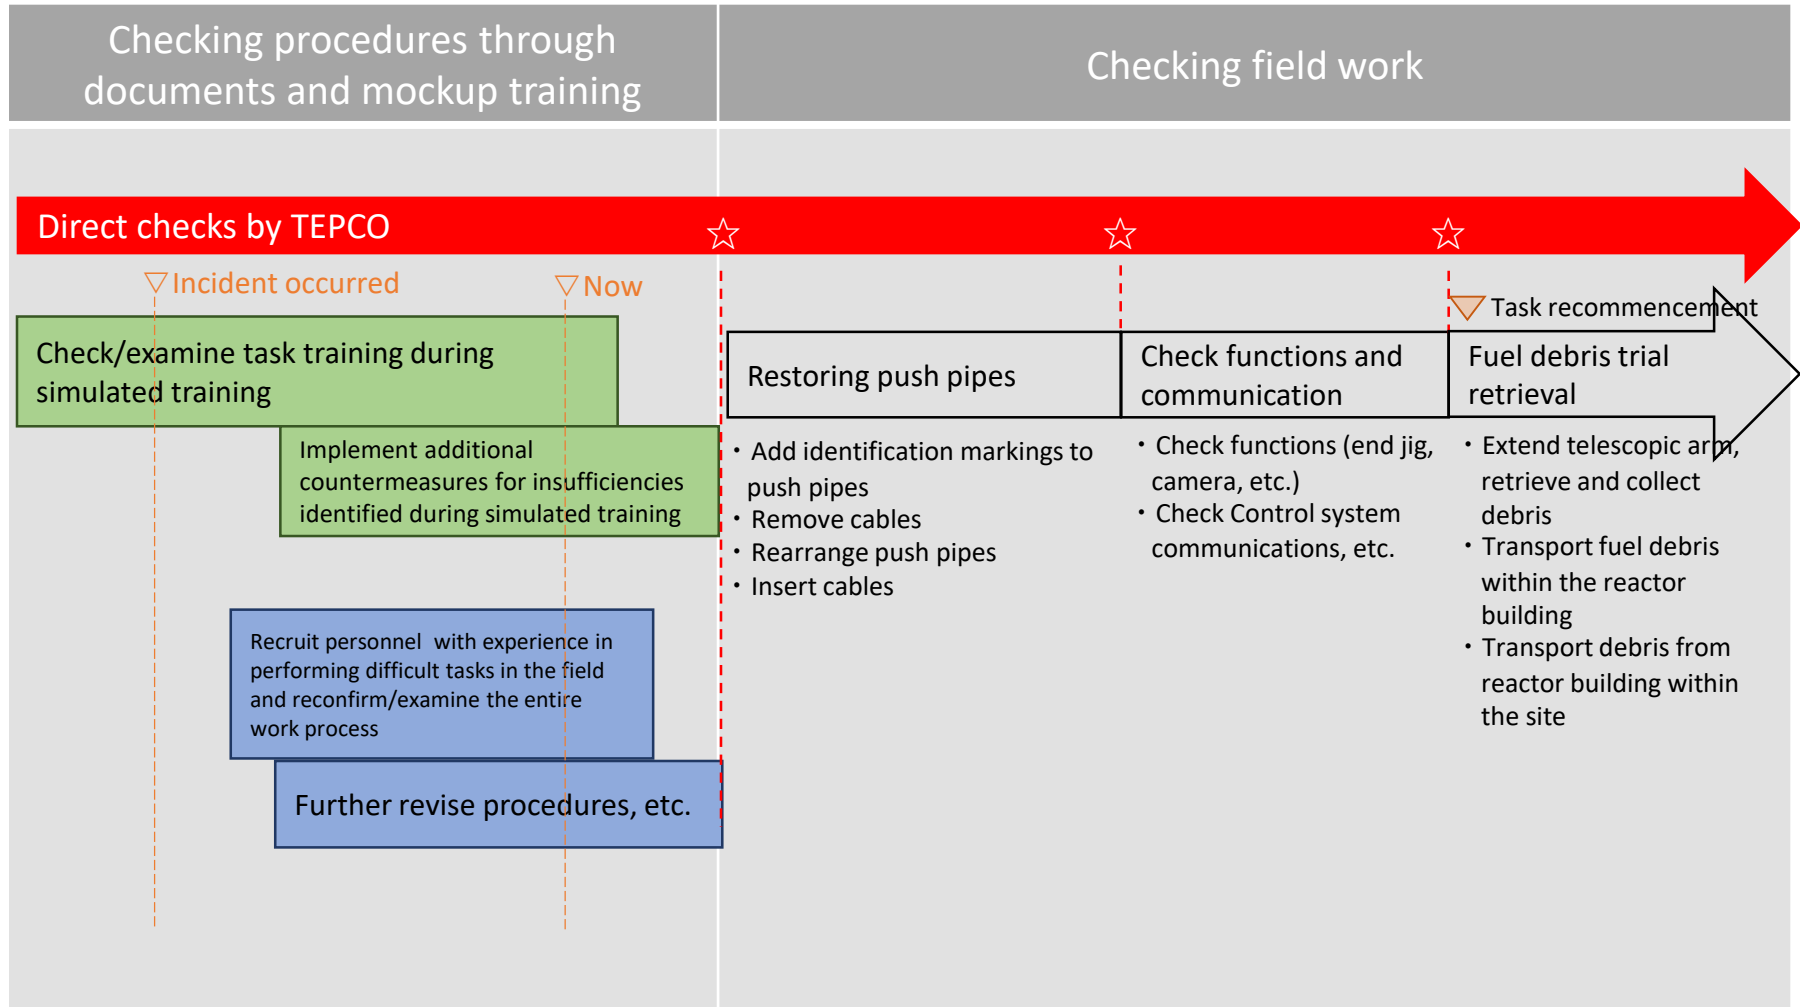 Checking procedures through
documents and mockup training
Checking field work
Direct checks by TEPCO
☆
☆
☆
▽Incident occurred
▽Now
Task recommencement
Check/examine task training during
simulated training
Implement additional
countermeasures for insufficiencies
identified during simulated training
Recruit personnel with experience in
performing difficult tasks in the field
and reconfirm/examine the entire
work process
Further revise procedures, etc.
Restoring push pipes
・Add identification markings to
push pipes
・Remove cables
・Rearrange push pipes
・Insert cables
Check functions and
communication
・Check functions (end jig,
camera, etc.)
・Check Control system
communications, etc.
Fuel debris trial
retrieval
・Extend telescopic arm,
retrieve and collect
debris
・Transport fuel debris
within the reactor
building
・Transport debris from
reactor building within
the site